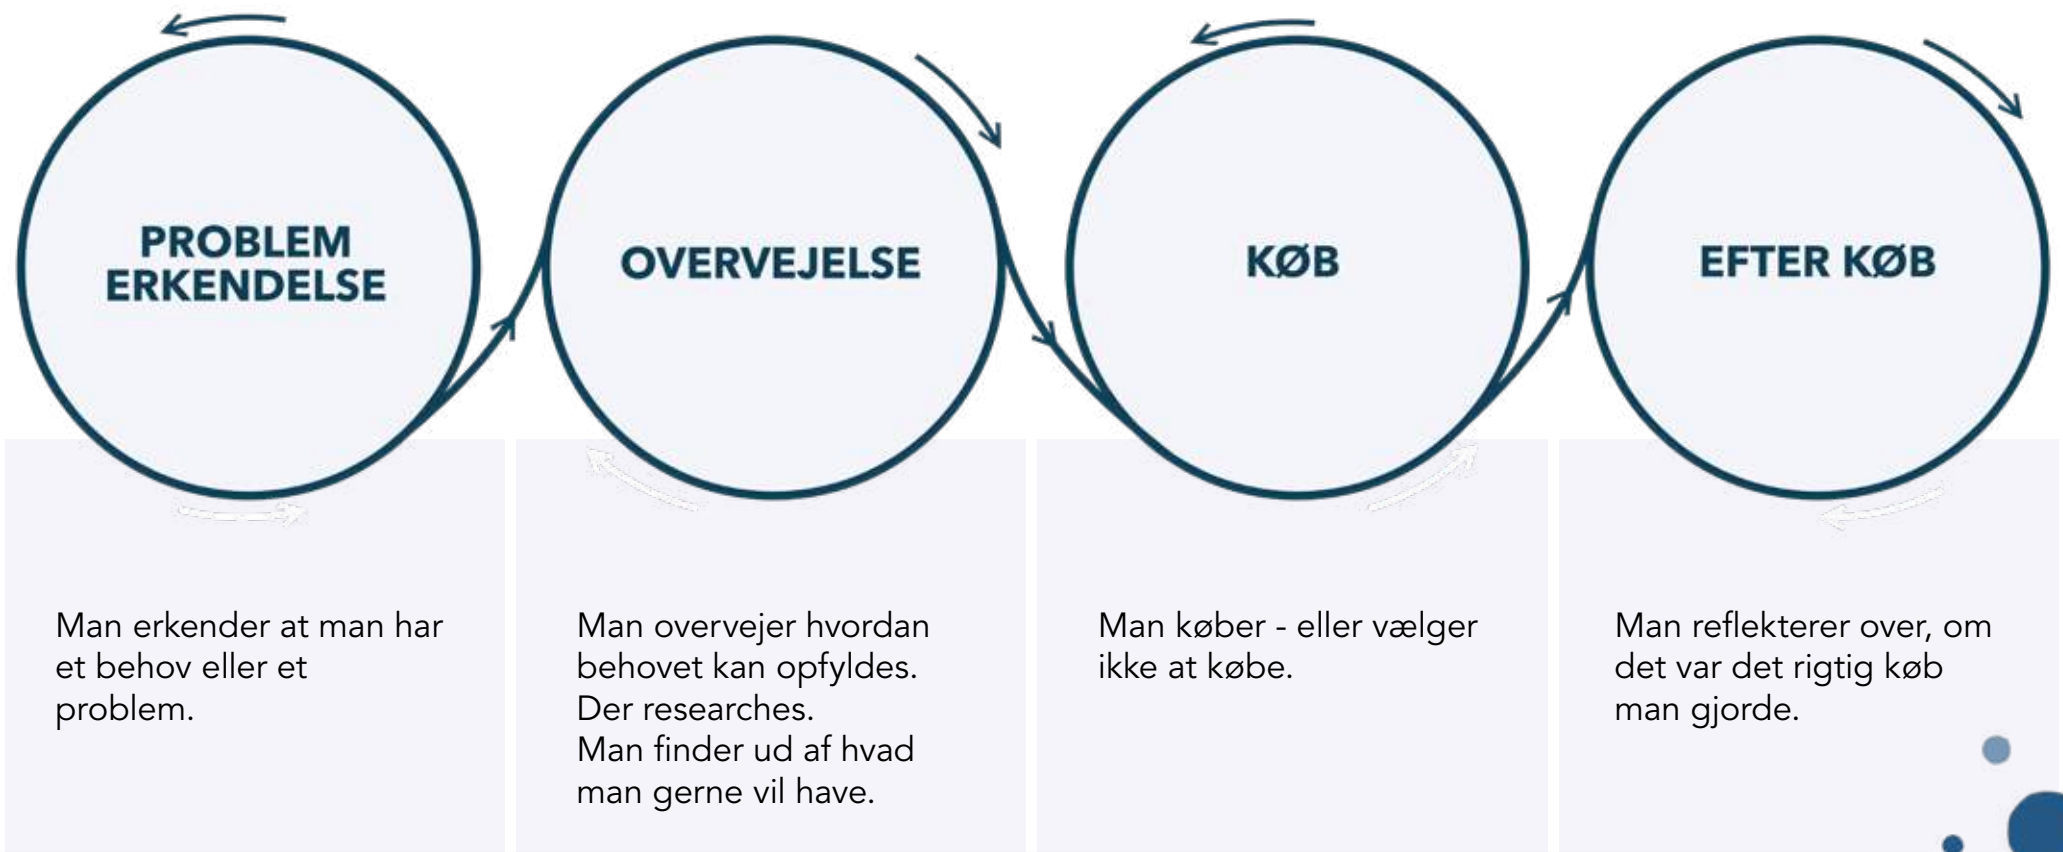 PROBLEM
ERKENDELSE
OVERVEJELSE
KØB
EFTER KØB
Man erkender at man har
et behov eller et
problem.
Man overvejer hvordan
behovet kan opfyldes.
Der researches.
Man finder ud af hvad
man gerne vil have.
Man køber - eller vælger
ikke at købe.
Man reflekterer over, om
det var det rigtig køb
man gjorde.